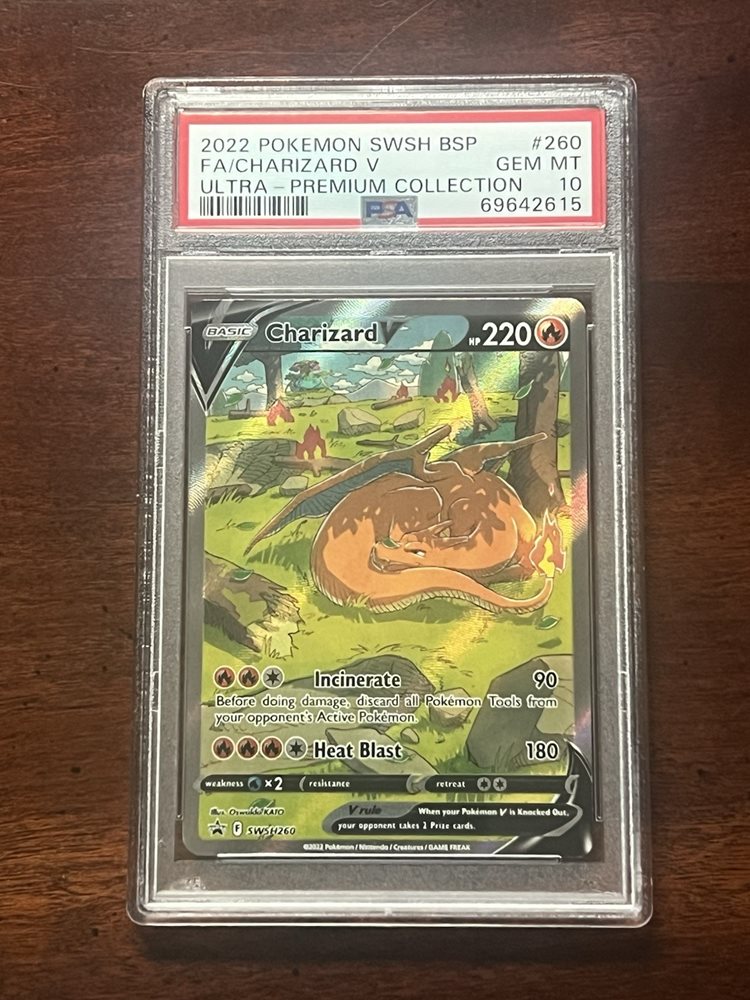 2022 POKEMON SWSH BSP #260
FA/CHARIZARD V GEM MT
ULTRA-PREMIUM COLLECTION 10
PSA 69642615
BASIC Charizard V HP 220
Incinerate 90
Before doing damage, discard all Pokémon Tools from
your opponent's Active Pokémon.
Heat Blast 180
weakness ×2 resistance retreat
Illus. Oswaldo KATO
V rule When your Pokémon V is Knocked Out,
your opponent takes 2 Prize cards.
F SWSH260
©2022 Pokémon / Nintendo / Creatures / GAME FREAK